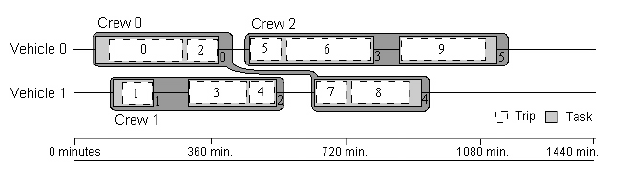 Crew 0
Crew 2
Vehicle 0
0
2
0
5
6
3
9
5
Vehicle 1
1
1
3
4
2
7
8
4
Crew 1
Trip
Task
0 minutes
360 min.
720 min.
1080 min.
1440 min.